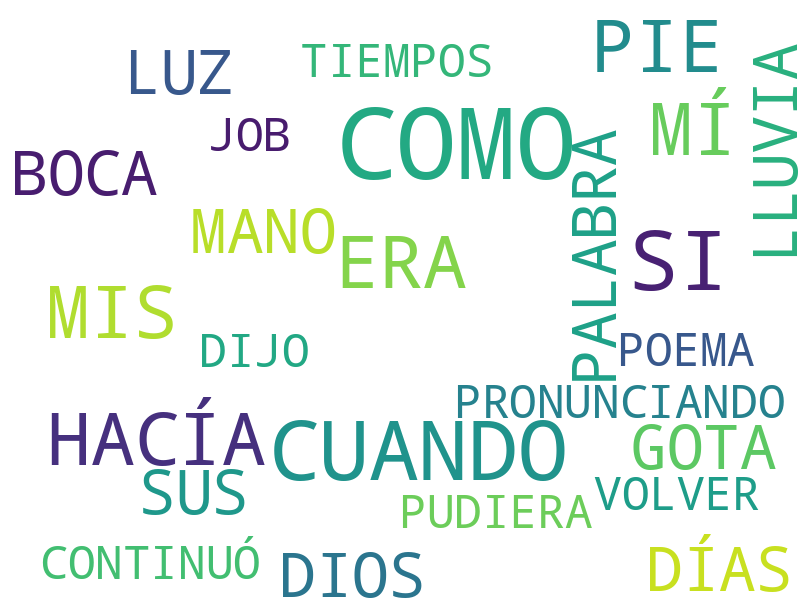 PIE
LUZ
TIEMPOS
LLUVIA
MÍ
COMO
JOB
BOCA
PALABRA
MANO
ERA
SI
MIS
DIJO
POEMA
PRONUNCIANDO
HACÍA
CUANDO
GOTA
SUS
VOLVER
PUDIERA
CONTINUÓ
DIOS
DÍAS